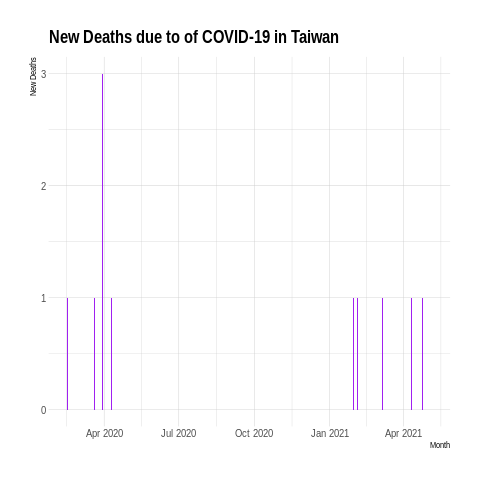 New Deaths due to of COVID-19 in Taiwan
New Deaths
3
2
1
0
Apr 2020 Jul 2020 Oct 2020 Jan 2021 Apr 2021
Month